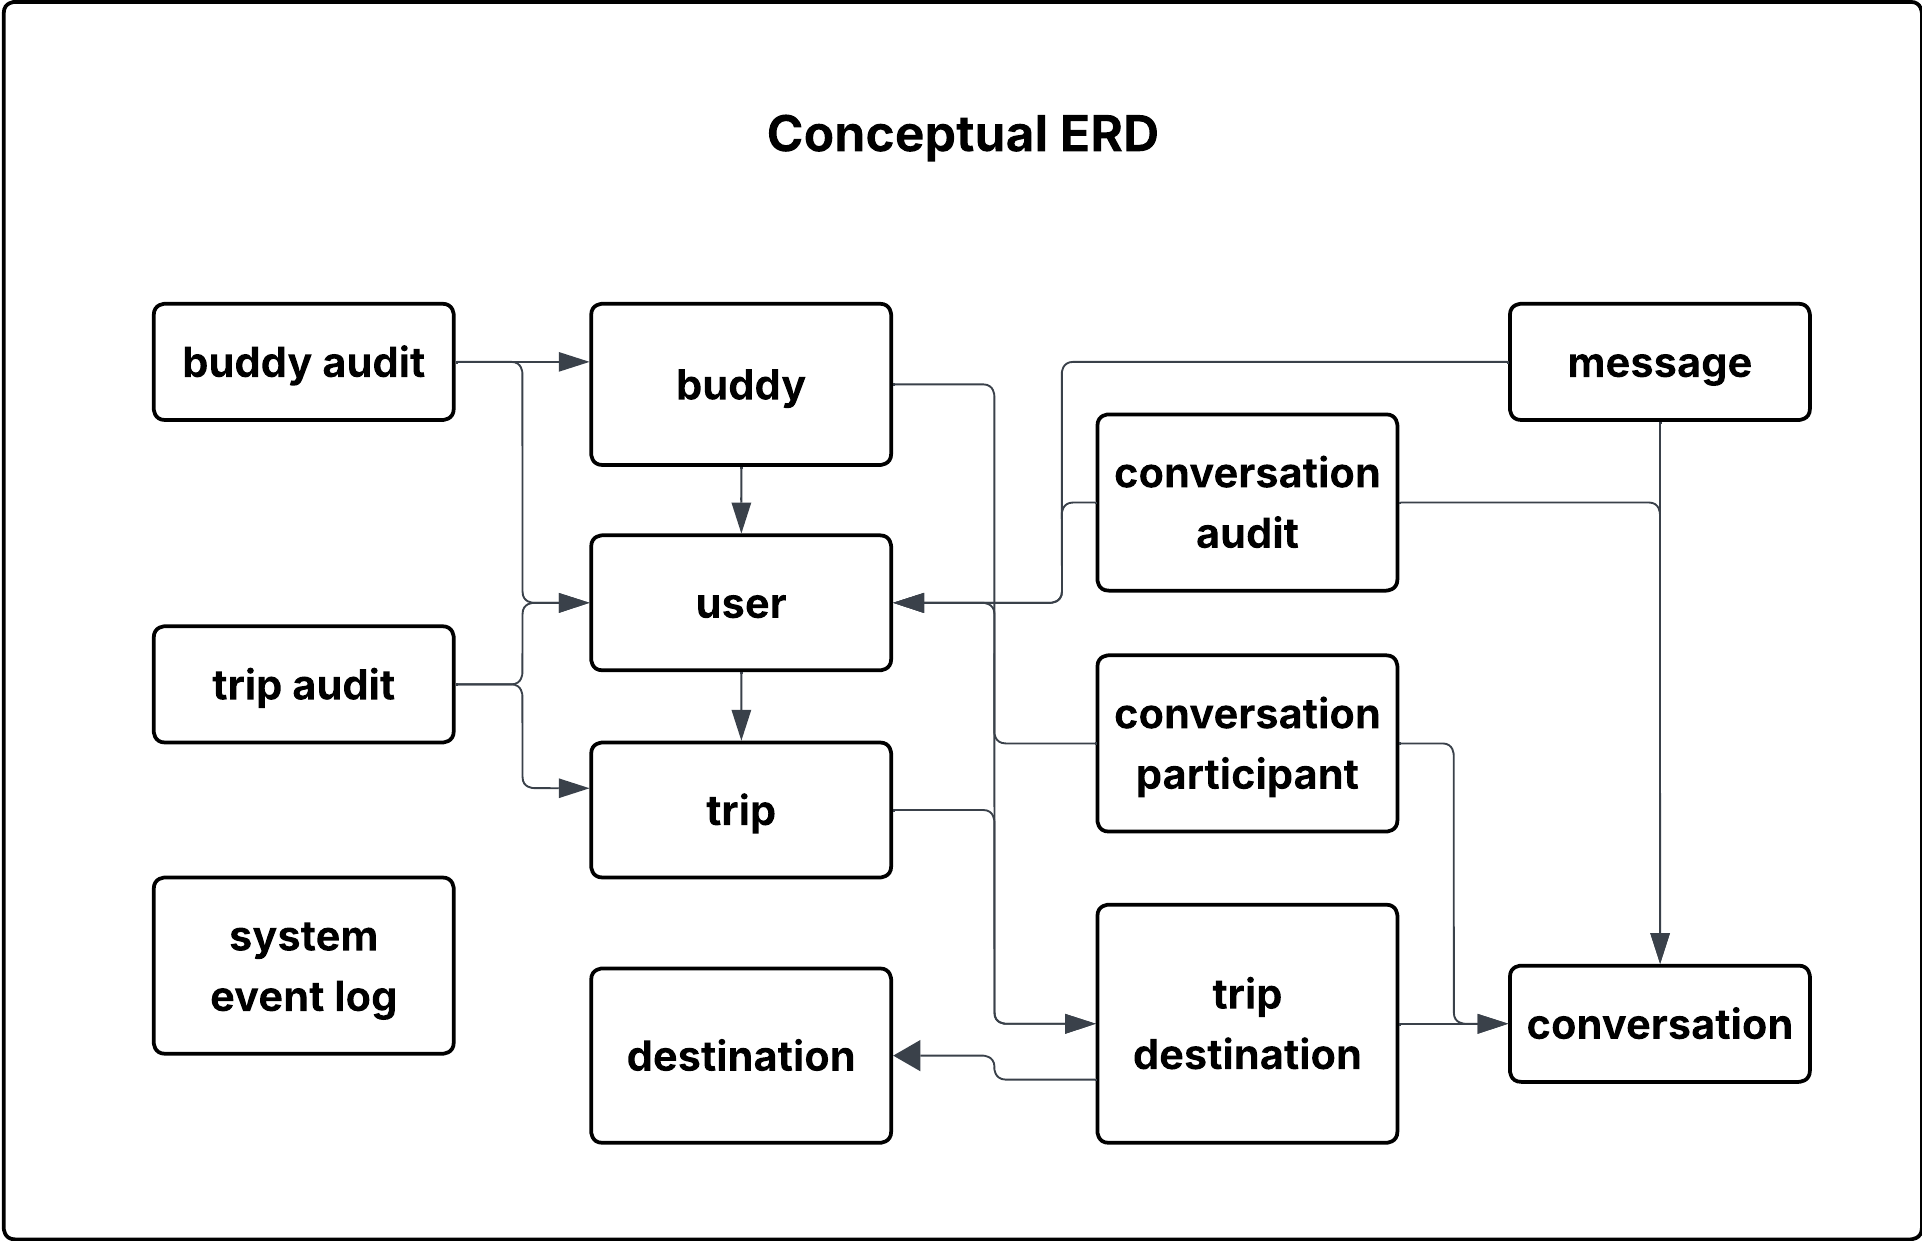 Conceptual ERD
buddy audit
buddy
message
conversation
audit
user
trip audit
conversation
participant
trip
system
event log
destination
trip
destination
conversation